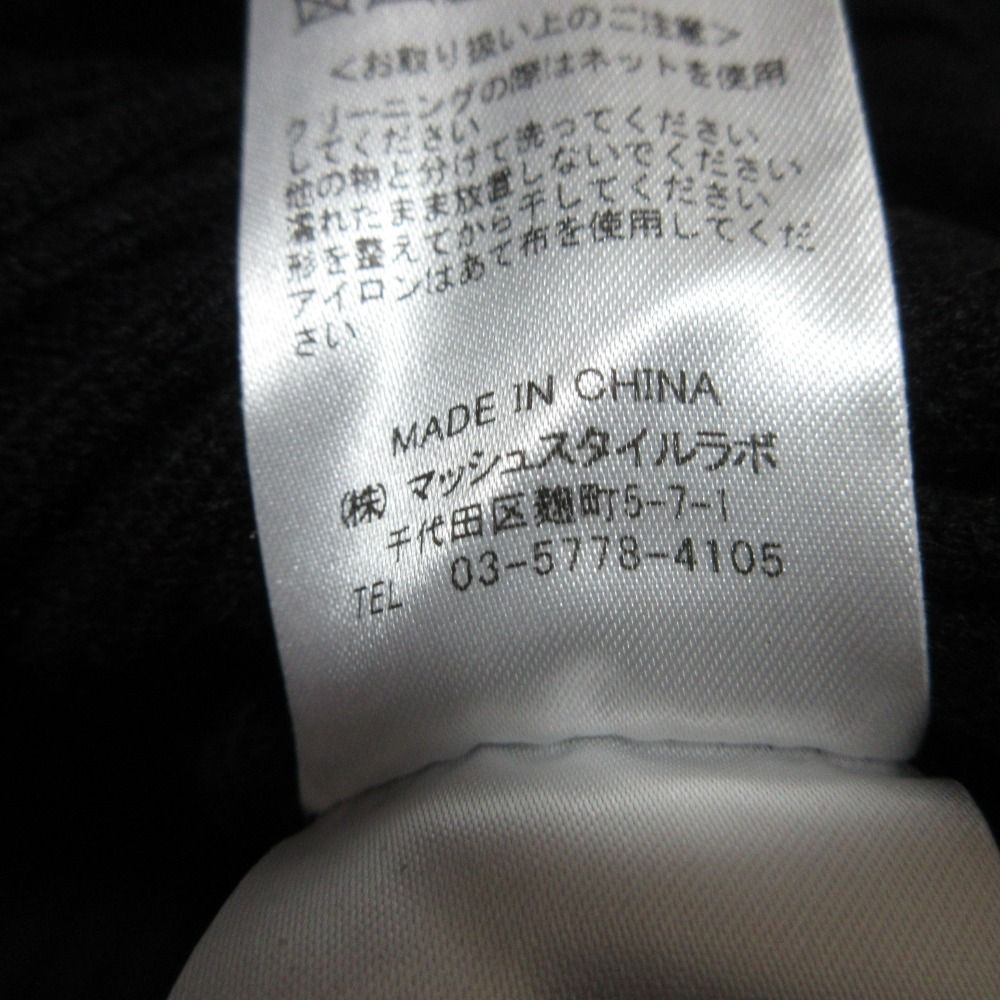 <お取り扱い上のご注意>
クリーニングの際はネットを使用
してください
他の物と分けて洗ってください
濡れたまま放置しないでください
形を整えてから干してください
アイロンはあて布を使用してくだ
さい
MADE IN CHINA
(株)マッシュスタイルラボ
千代田区麹町5-7-1
TEL 03-5778-4105